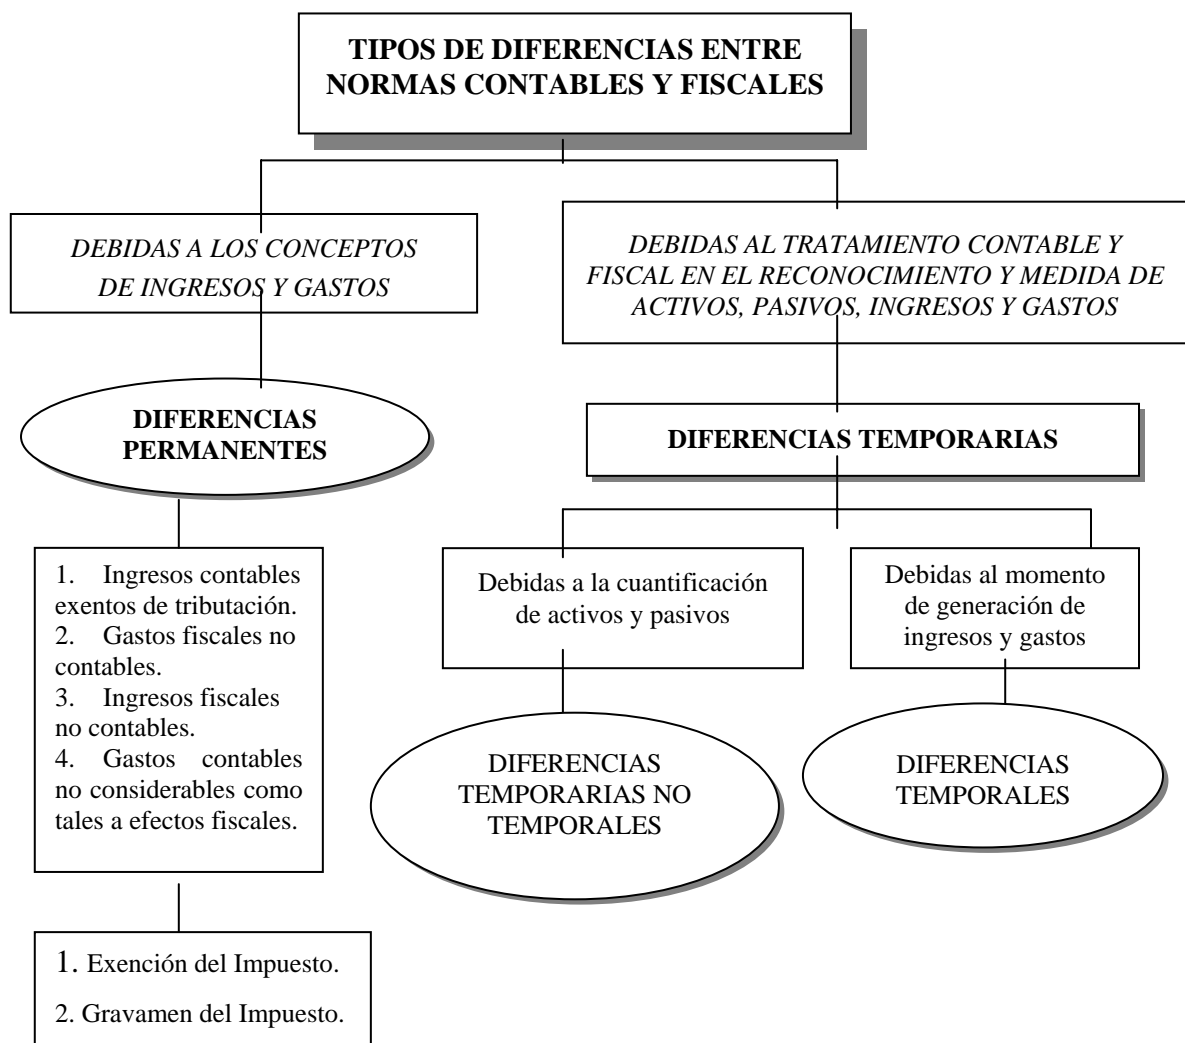 TIPOS DE DIFERENCIAS ENTRE
NORMAS CONTABLES Y FISCALES
DEBIDAS A LOS CONCEPTOS
DE INGRESOS Y GASTOS
DEBIDAS AL TRATAMIENTO CONTABLE Y
FISCAL EN EL RECONOCIMIENTO Y MEDIDA DE
ACTIVOS, PASIVOS, INGRESOS Y GASTOS
DIFERENCIAS
PERMANENTES
DIFERENCIAS TEMPORARIAS
1. Ingresos contables
exentos de tributación.
2. Gastos fiscales no
contables.
3. Ingresos fiscales
no contables.
4. Gastos contables
no considerables como
tales a efectos fiscales.
Debidas a la cuantificación
de activos y pasivos
Debidas al momento
de generación de
ingresos y gastos
DIFERENCIAS
TEMPORARIAS NO
TEMPORALES
DIFERENCIAS
TEMPORALES
1. Exención del Impuesto.
2. Gravamen del Impuesto.